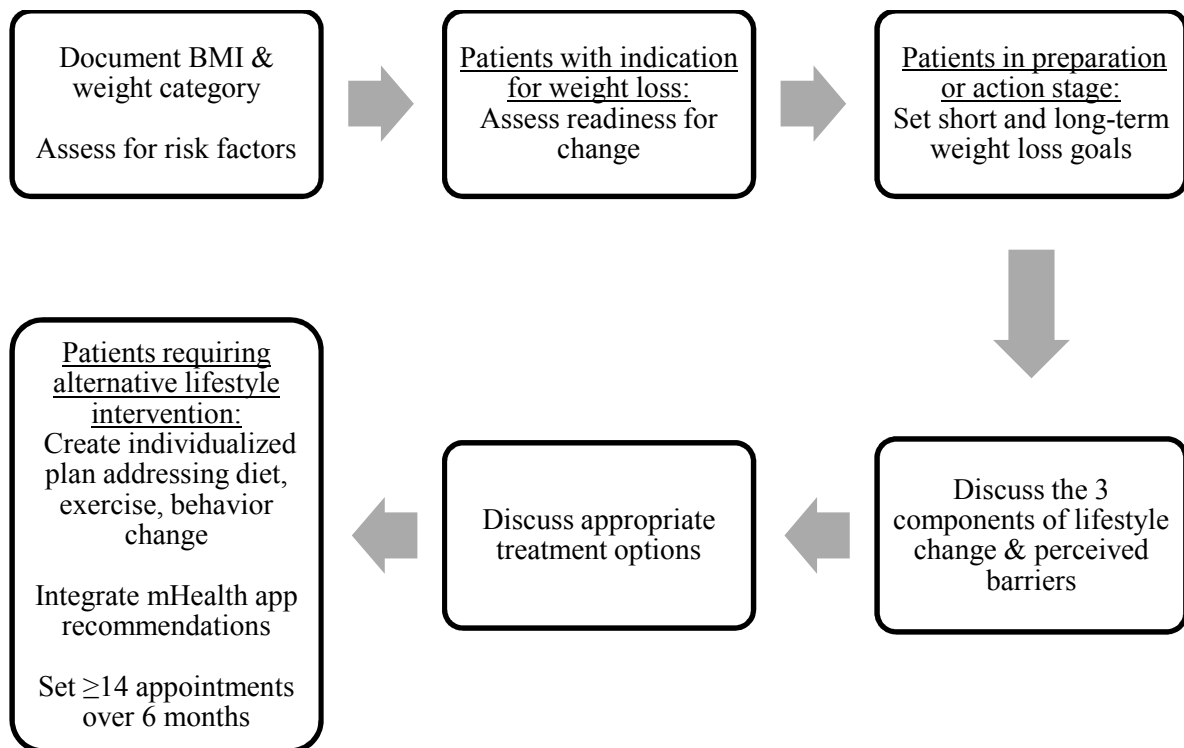 Document BMI &
weight category
Assess for risk factors
Patients with indication
for weight loss:
Assess readiness for
change
Patients in preparation
or action stage:
Set short and long-term
weight loss goals
Discuss the 3
components of lifestyle
change & perceived
barriers
Discuss appropriate
treatment options
Patients requiring
alternative lifestyle
intervention:
Create individualized
plan addressing diet,
exercise, behavior
change
Integrate mHealth app
recommendations
Set ≥14 appointments
over 6 months